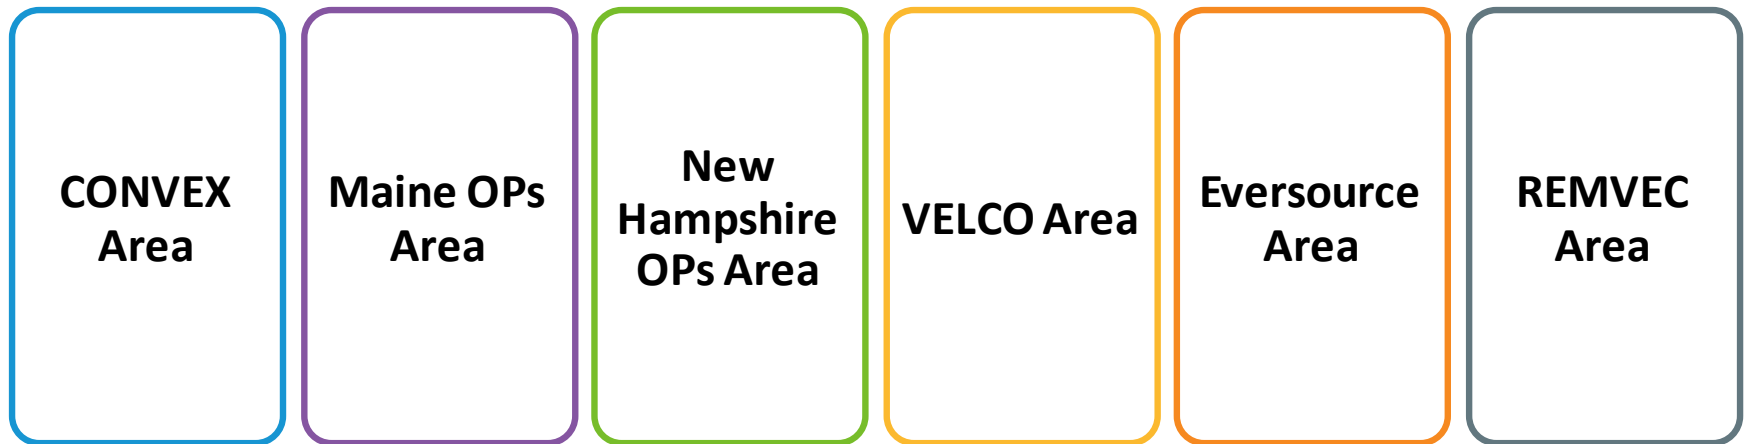 CONVEX
Area
Maine OPs
Area
New
Hampshire
OPs Area
VELCO Area
Eversource
Area
REMVEC
Area